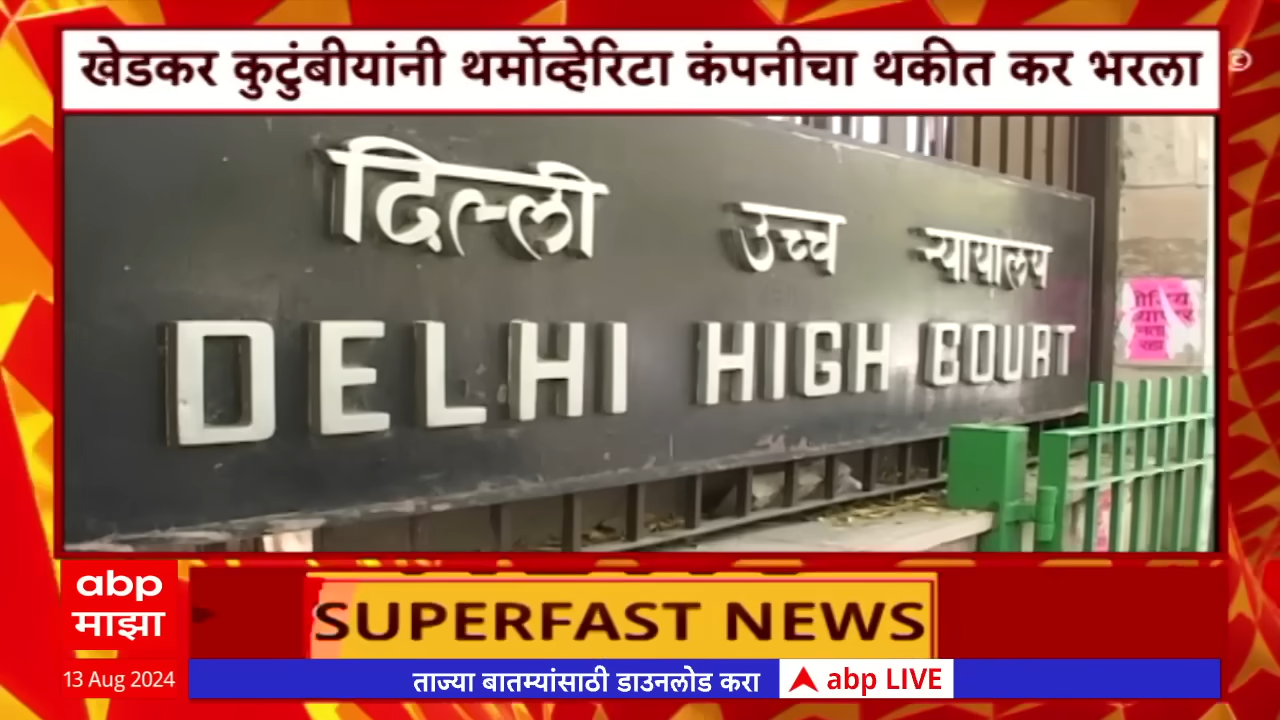 खेडकर कुटुंबीयांनी थर्मोव्हेरिटा कंपनीचा थकीत कर भरला
©
दिल्ली उच्च न्यायालय
DELHI HIGH COURT
abp
माझा
SUPERFAST NEWS
13 Aug 2024
ताज्या बातम्यांसाठी डाउनलोड करा
abp LIVE